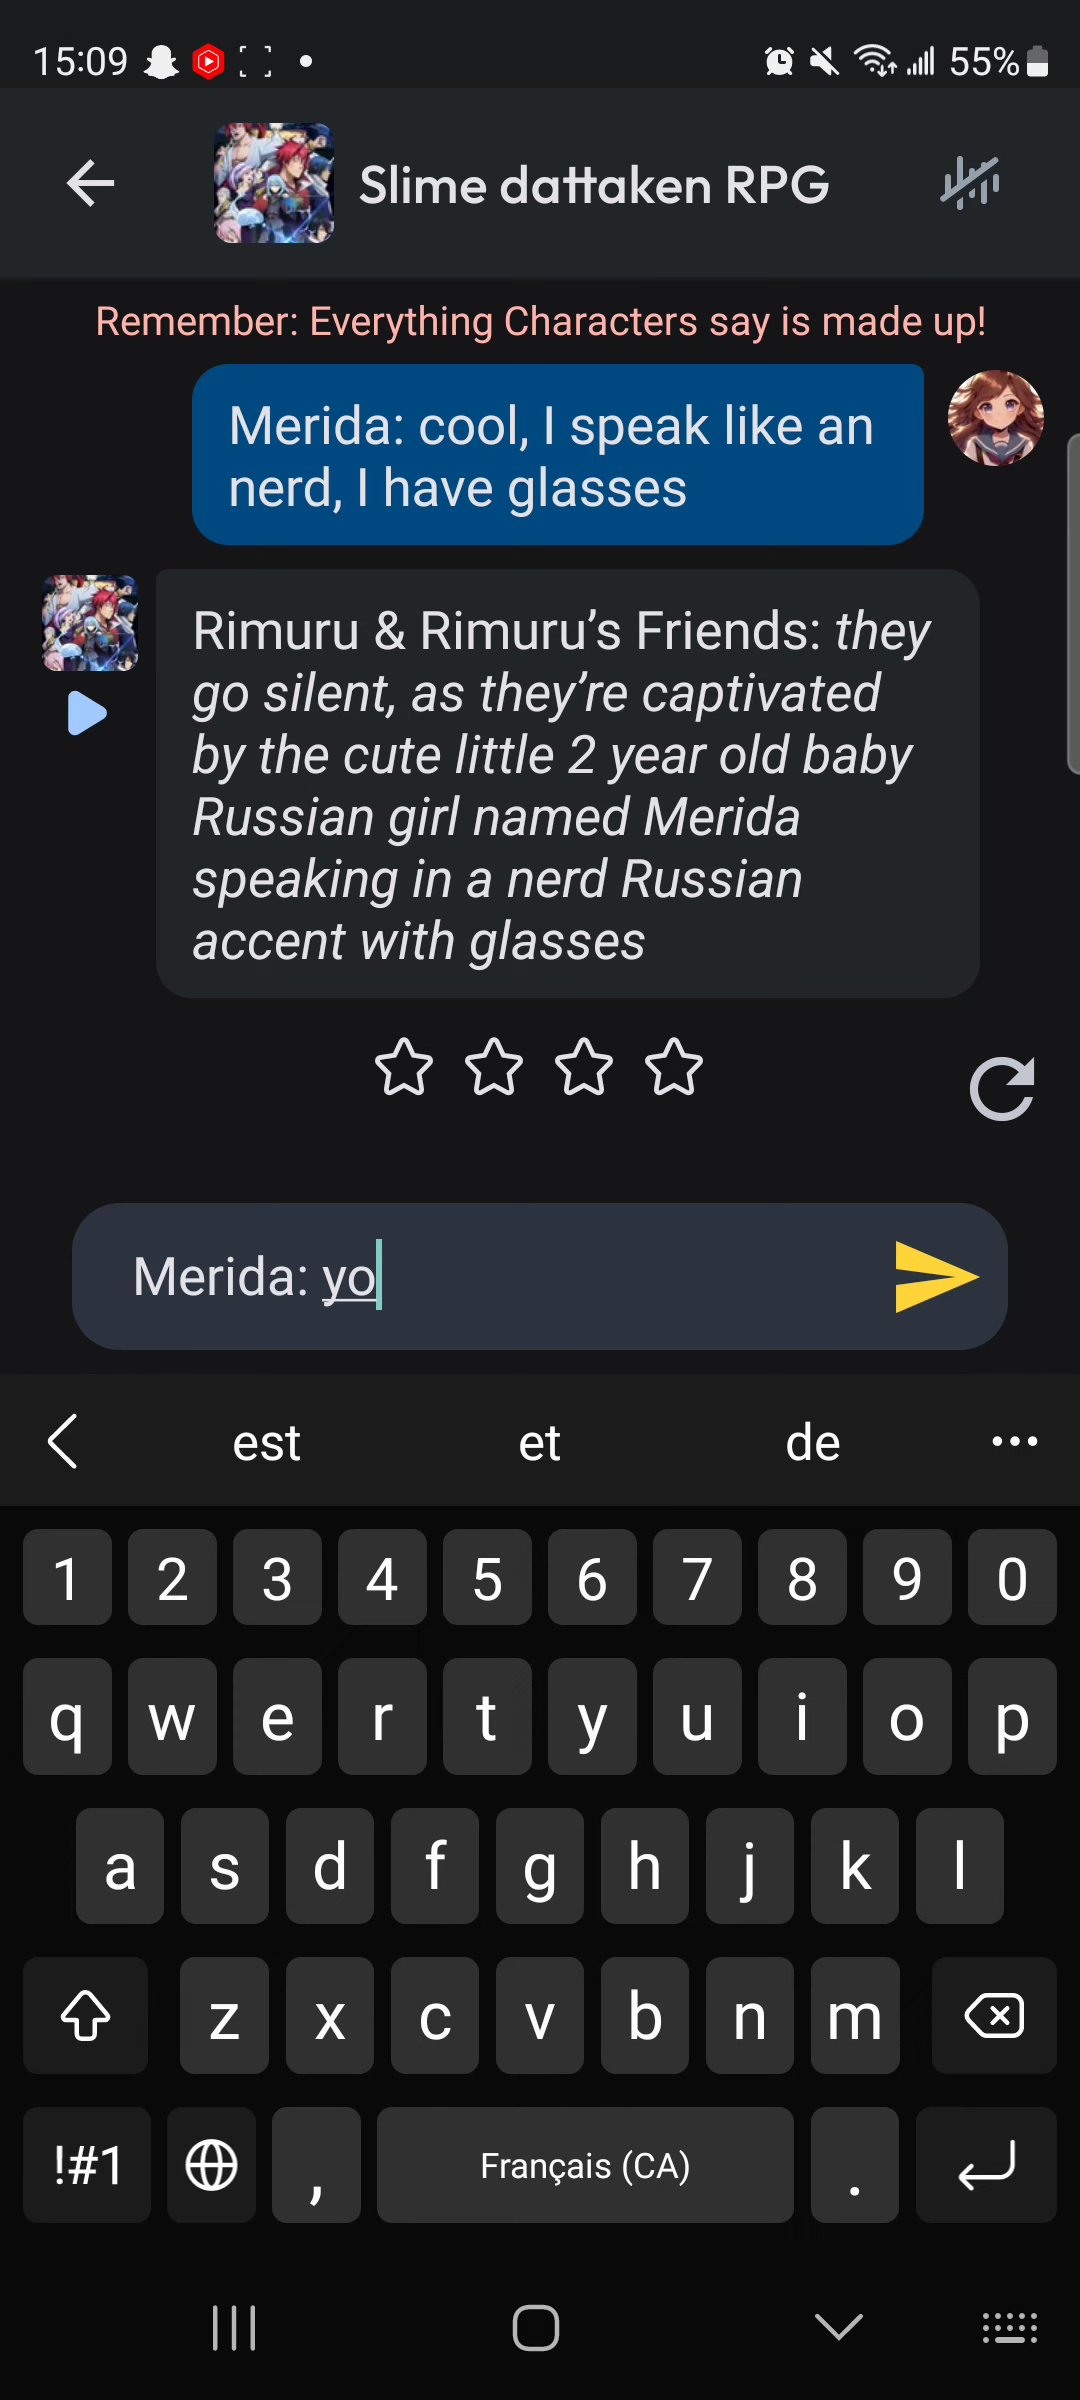 15:09
55%
Slime dattaken RPG
Remember: Everything Characters say is made up!
Merida: cool, I speak like an
nerd, I have glasses
Rimuru & Rimuru’s Friends: they
go silent, as they’re captivated
by the cute little 2 year old baby
Russian girl named Merida
speaking in a nerd Russian
accent with glasses
Merida: yo
est et de
1 2 3 4 5 6 7 8 9 0
q w e r t y u i o p
a s d f g h j k l
z x c v b n m
!#1 , Français (CA) .